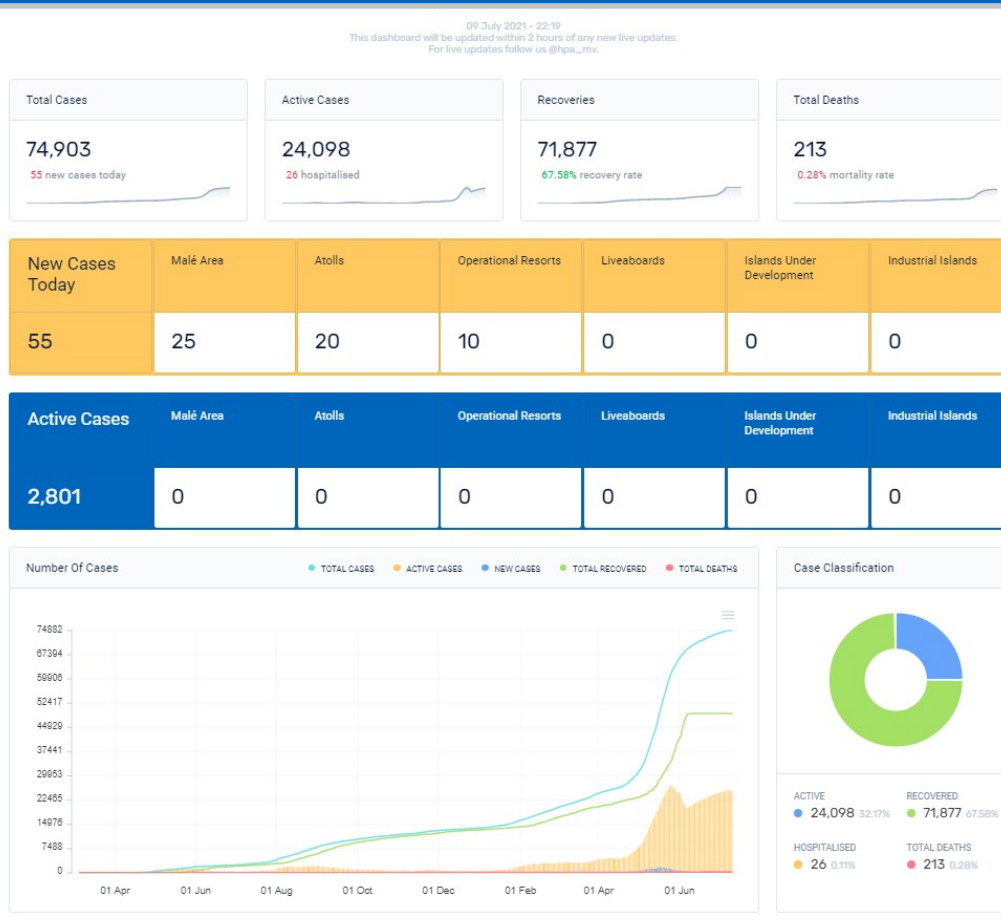 09 July 2021 - 22:19
This dashboard will be updated within 2 hours of any new live updates.
For live updates follow us @hpa_mv.
Total Cases
74,903
55 new cases today
Active Cases
24,098
26 hospitalised
Recoveries
71,877
67.58% recovery rate
Total Deaths
213
0.28% mortality rate
New Cases Today
Malé Area
Atolls
Operational Resorts
Liveaboards
Islands Under Development
Industrial Islands
55
25
20
10
0
0
0
Active Cases
Malé Area
Atolls
Operational Resorts
Liveaboards
Islands Under Development
Industrial Islands
2,801
0
0
0
0
0
0
Number Of Cases
TOTAL CASES
ACTIVE CASES
NEW CASES
TOTAL RECOVERED
TOTAL DEATHS
74882
67394
59906
52417
44929
37441
29953
22465
14976
7488
0
01 Apr
01 Jun
01 Aug
01 Oct
01 Dec
01 Feb
01 Apr
01 Jun
Case Classification
ACTIVE
24,098 32.17%
RECOVERED
71,877 67.58%
HOSPITALISED
26 0.11%
TOTAL DEATHS
213 0.28%